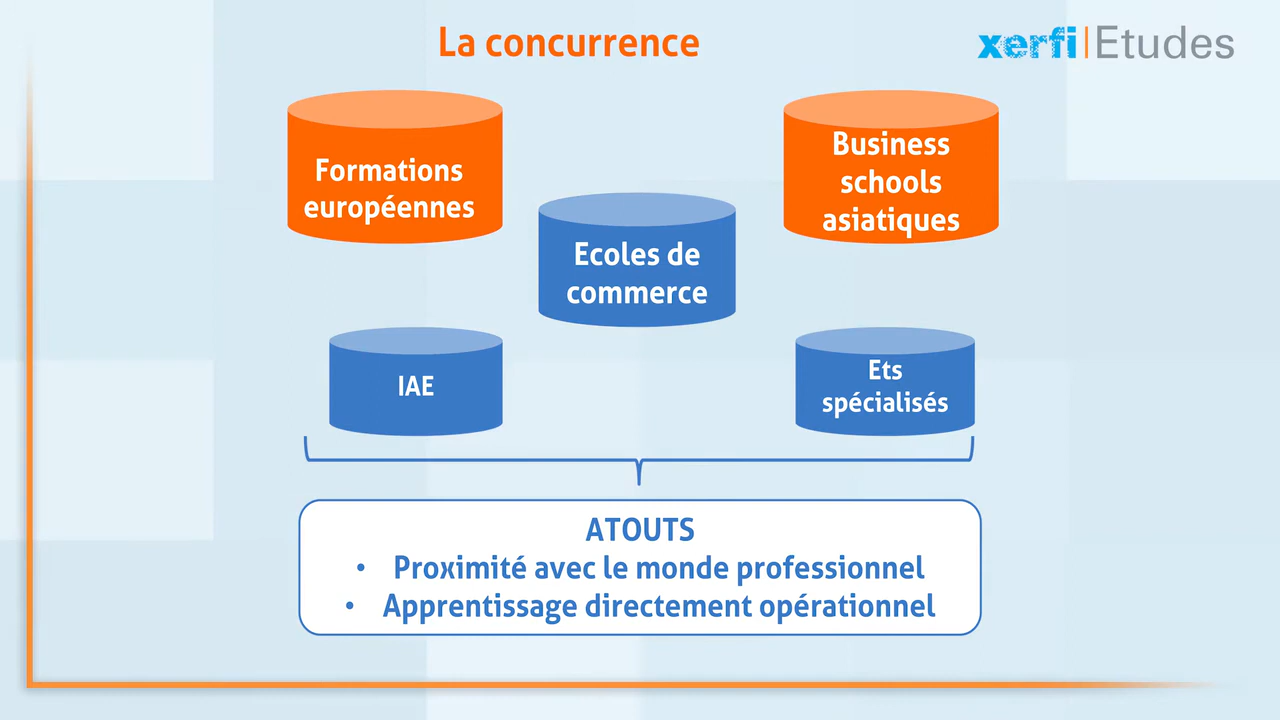 La concurrence
xerfi|Etudes
Formations
européennes
Business
schools
asiatiques
Ecoles de
commerce
IAE
Ets
spécialisés
ATOUTS
• Proximité avec le monde professionnel
• Apprentissage directement opérationnel